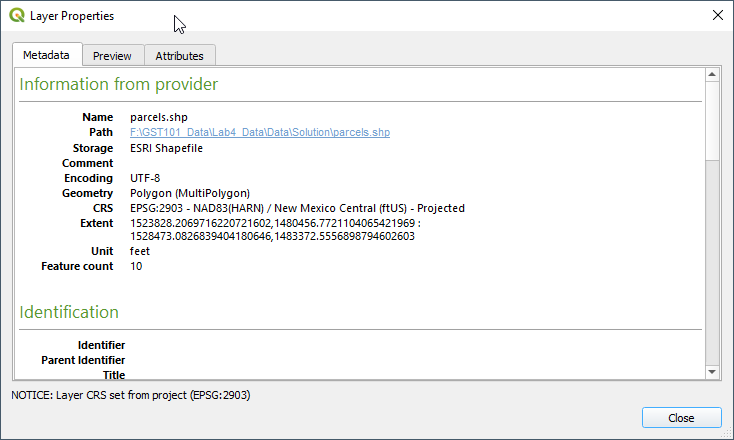 Layer Properties
Metadata Preview Attributes
Information from provider
Name parcels.shp
Path F:\GST101_Data\Lab4_Data\Data\Solution\parcels.shp
Storage ESRI Shapefile
Comment
Encoding UTF-8
Geometry Polygon (MultiPolygon)
CRS EPSG:2903 - NAD83(HARN) / New Mexico Central (ftUS) - Projected
Extent 1523828.2069716220721602,1480456.7721104065421969 :
1528473.0826839404180646,1483372.5556898794602603
Unit feet
Feature count 10
Identification
Identifier
Parent Identifier
Title
NOTICE: Layer CRS set from project (EPSG:2903)
Close